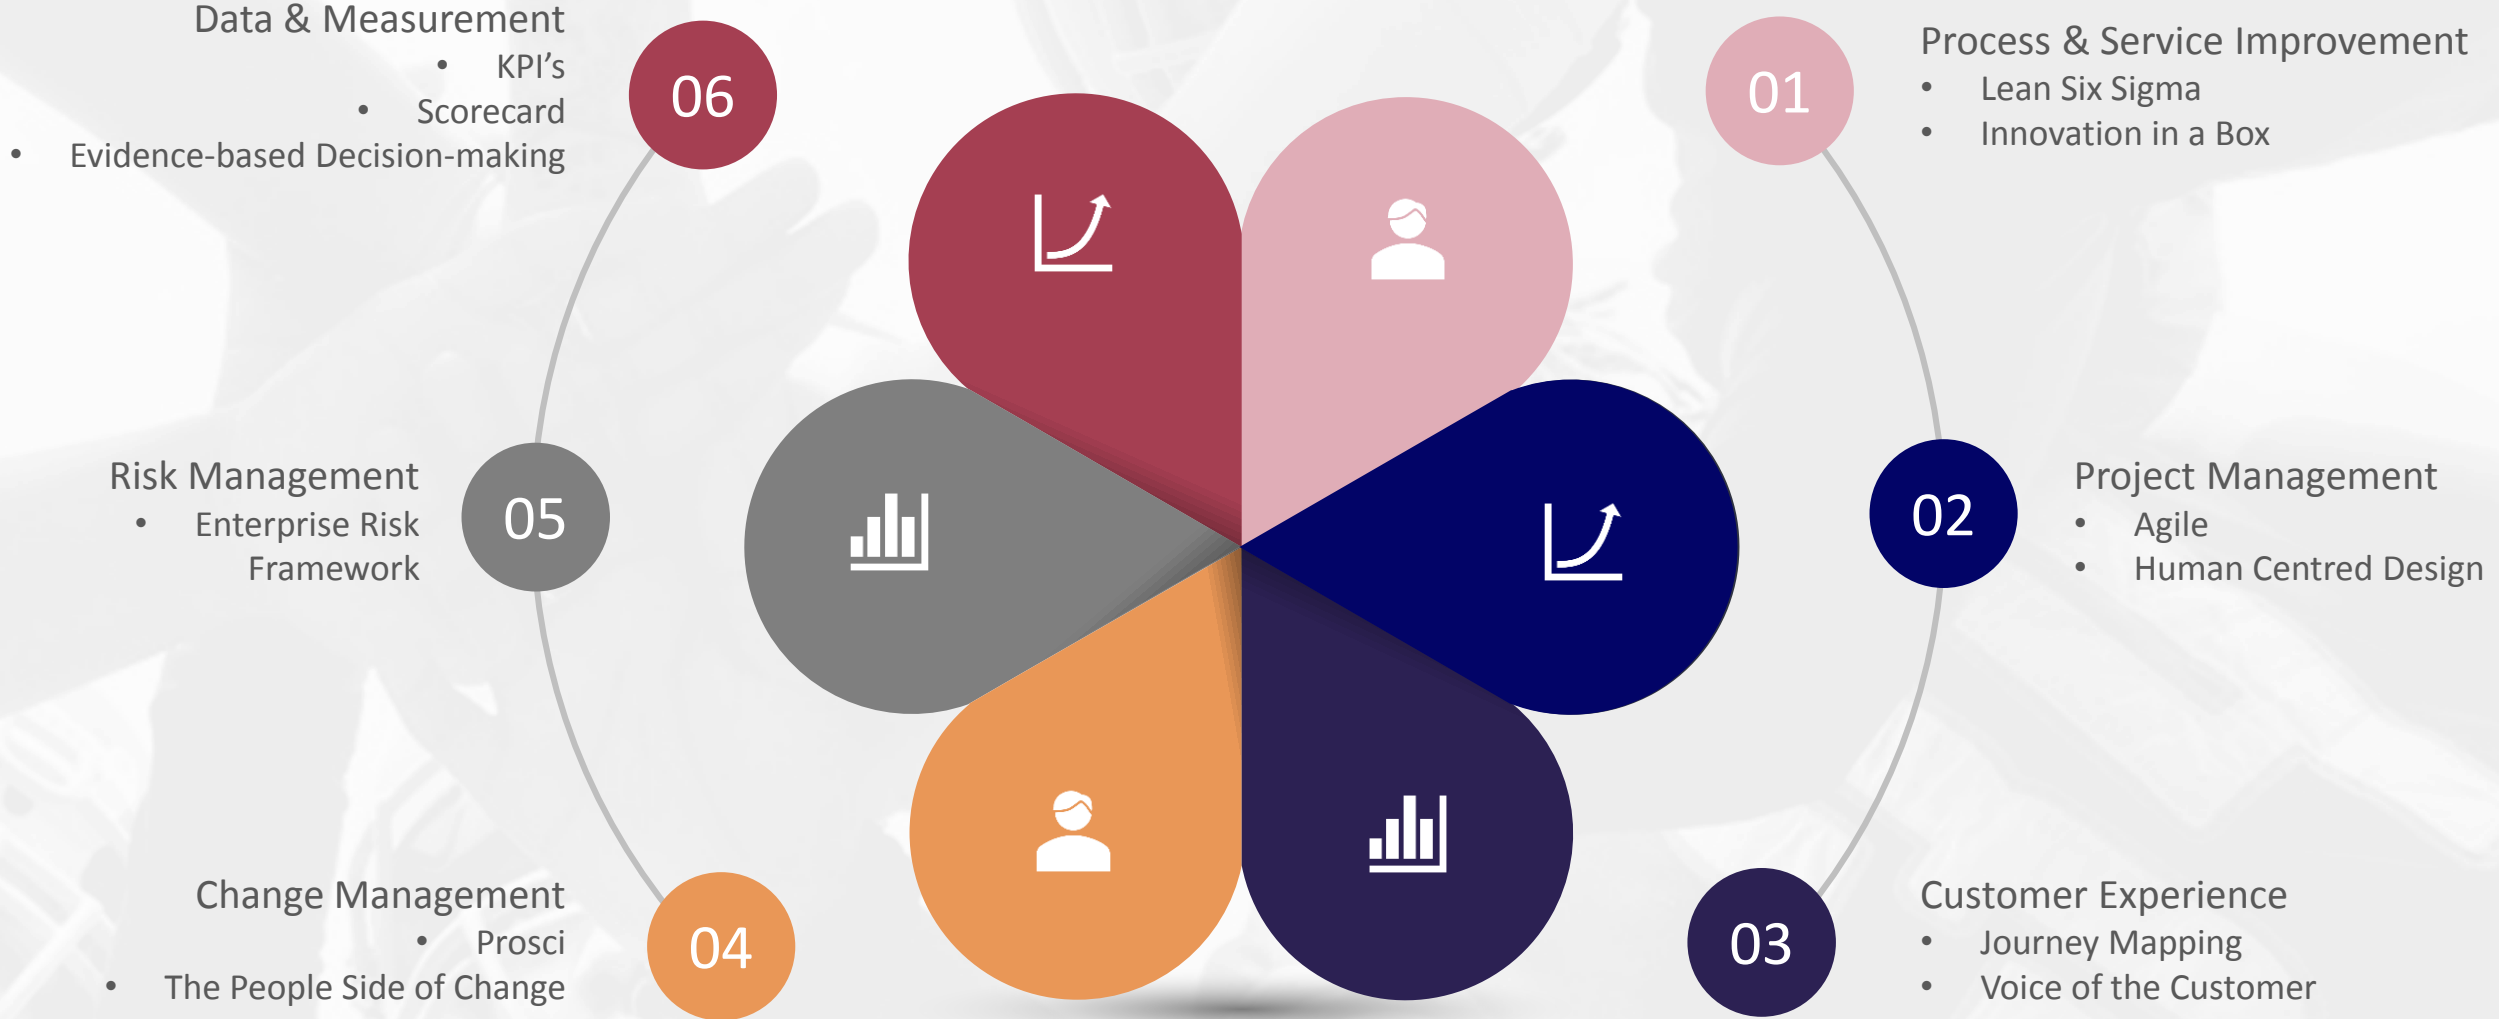 01
Process & Service Improvement
• Lean Six Sigma
• Innovation in a Box
02
Project Management
• Agile
• Human Centred Design
03
Customer Experience
• Journey Mapping
• Voice of the Customer
04
Change Management
• Prosci
• The People Side of Change
05
Risk Management
• Enterprise Risk
Framework
06
Data & Measurement
• KPI’s
• Scorecard
• Evidence-based Decision-making